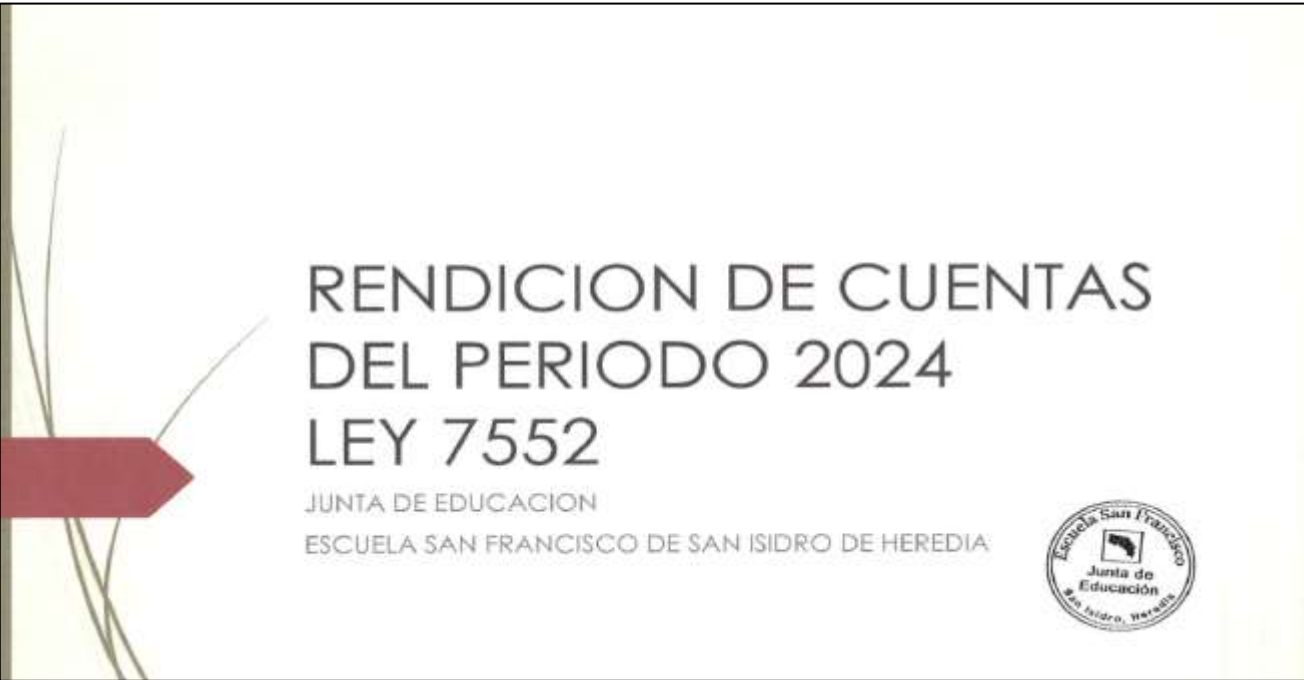 RENDICION DE CUENTAS
DEL PERIODO 2024
LEY 7552
JUNTA DE EDUCACION
ESCUELA SAN FRANCISCO DE SAN ISIDRO DE HEREDIA
Escuela San Francisco
Junta de
Educación
San Isidro, Heredia